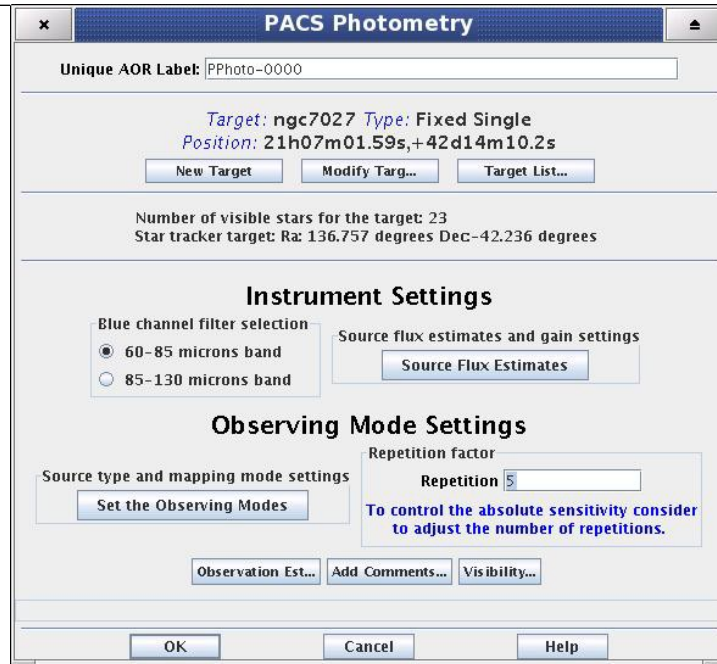 PACS Photometry
Unique AOR Label: PPhoto-0000
Target: ngc7027 Type: Fixed Single
Position: 21h07m01.59s,+42d14m10.2s
New Target Modify Targ... Target List...
Number of visible stars for the target: 23
Star tracker target: Ra: 136.757 degrees Dec:-42.236 degrees
Instrument Settings
Blue channel filter selection
60-85 microns band
85-130 microns band
Source flux estimates and gain settings
Source Flux Estimates
Observing Mode Settings
Source type and mapping mode settings
Set the Observing Modes
Repetition factor
Repetition 5
To control the absolute sensitivity consider
to adjust the number of repetitions.
Observation Est... Add Comments... Visibility...
OK Cancel Help